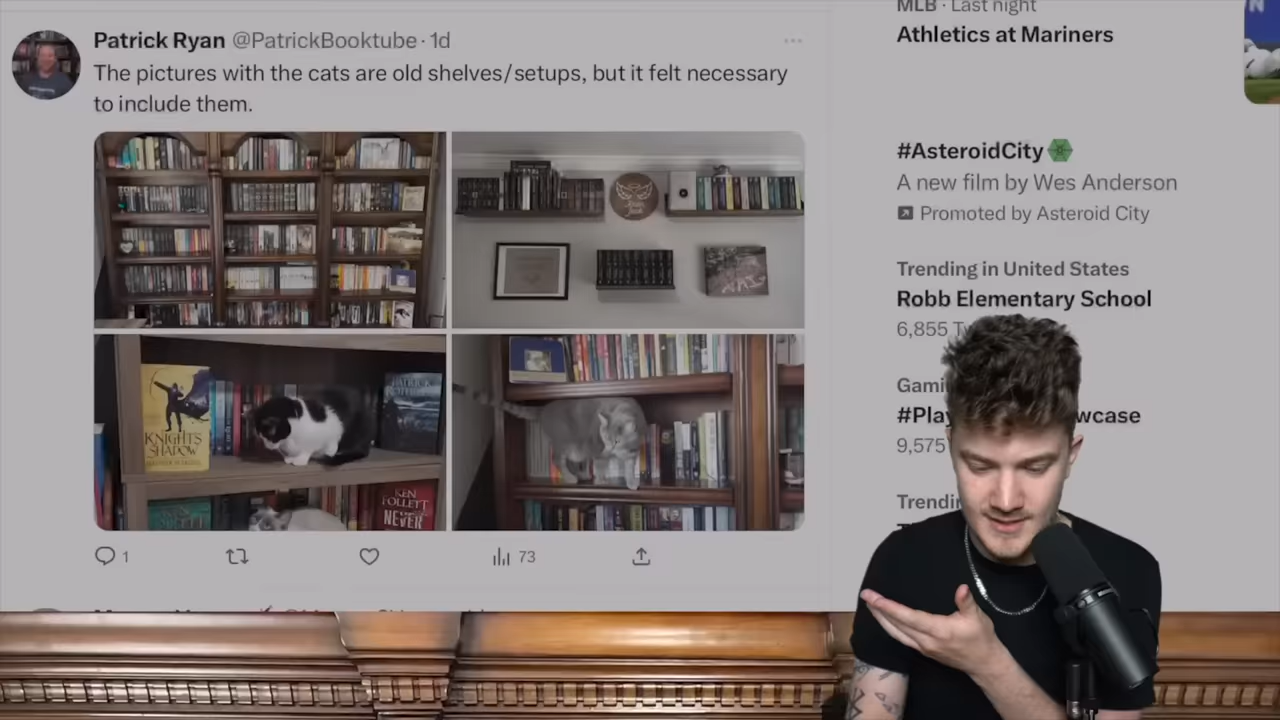 MLB · Last night
Patrick Ryan @PatrickBooktube · 1d
Athletics at Mariners
The pictures with the cats are old shelves/setups, but it felt necessary
to include them.
#AsteroidCity
A new film by Wes Anderson
Promoted by Asteroid City
Trending in United States
Robb Elementary School
6,855
#Play wcase
9,575
KNIGHT'S
SHADOW
KEN
FOLLETT
NEVER
1
73